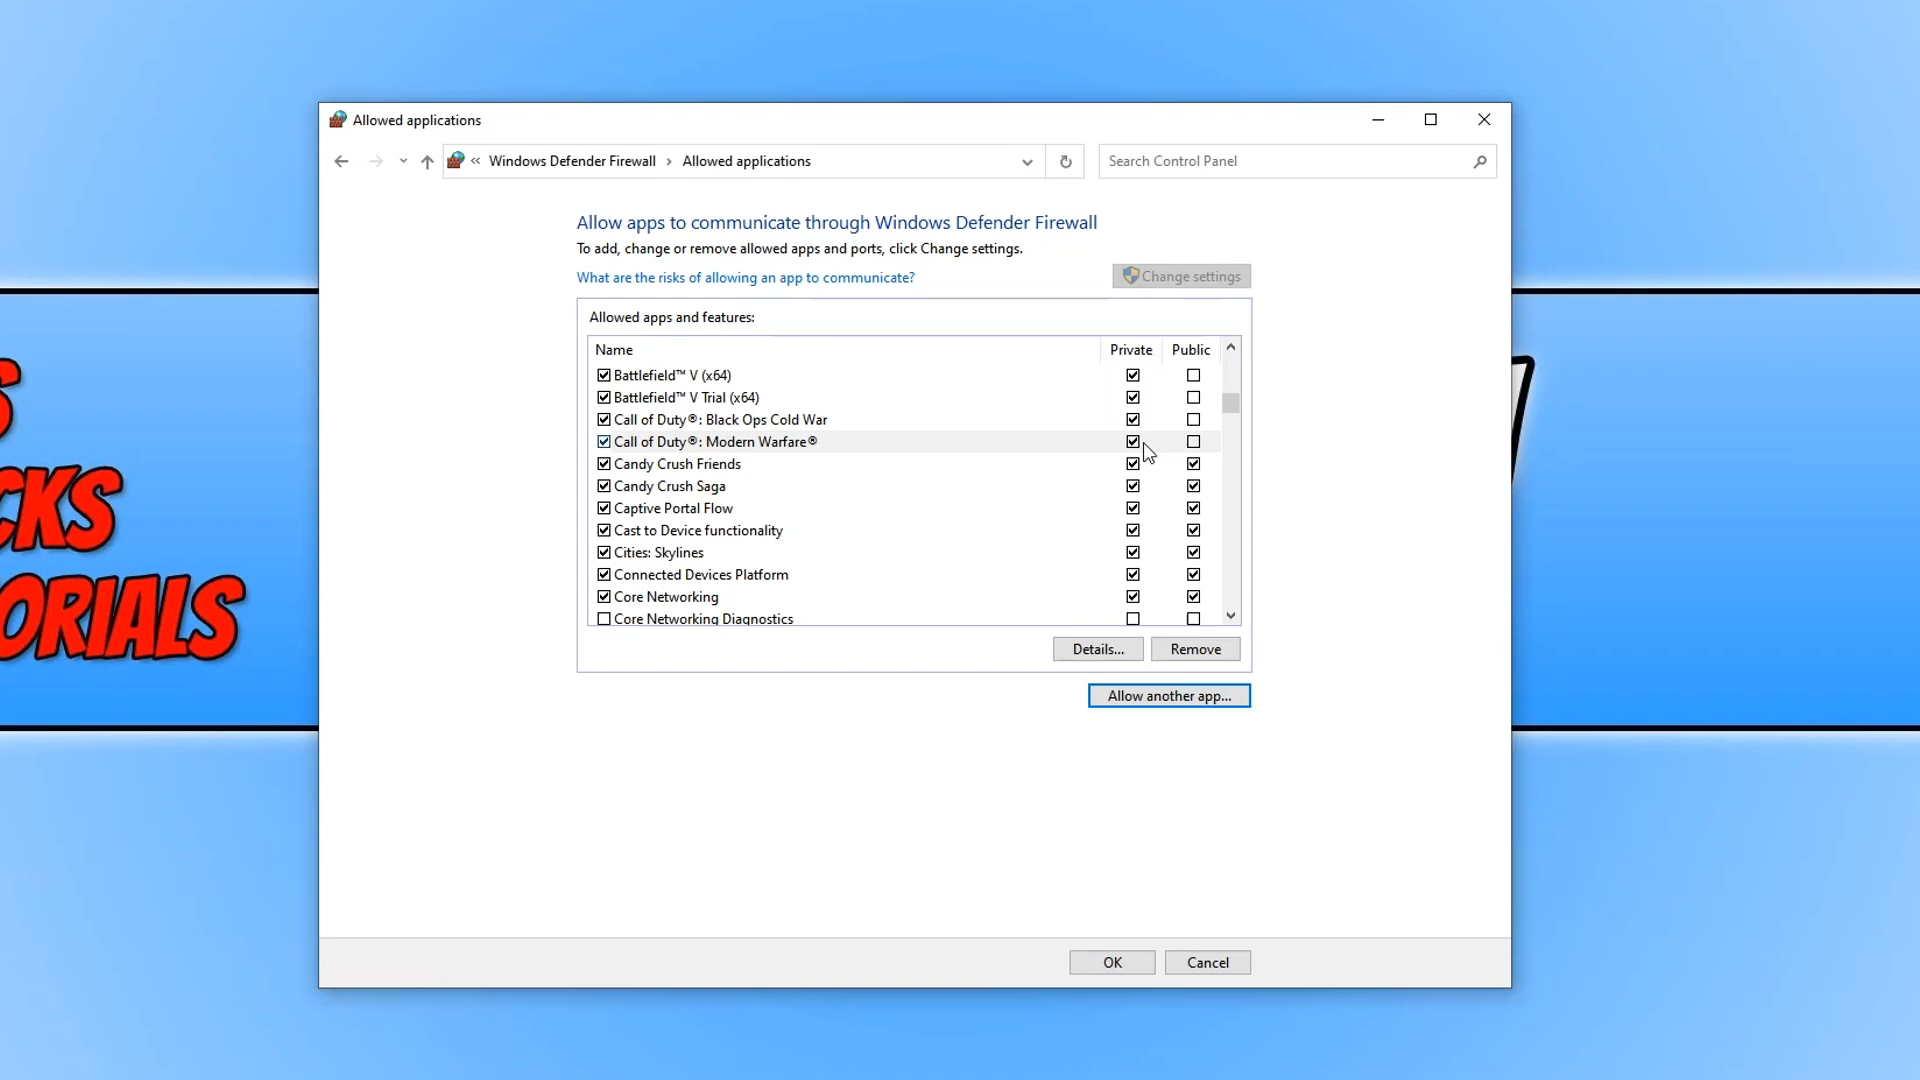 Allowed applications
Windows Defender Firewall › Allowed applications
Search Control Panel
Allow apps to communicate through Windows Defender Firewall
To add, change or remove allowed apps and ports, click Change settings.
What are the risks of allowing an app to communicate?
Change settings
Allowed apps and features:
Name Private Public
Battlefield™ V (x64)
Battlefield™ V Trial (x64)
Call of Duty®: Black Ops Cold War
Call of Duty®: Modern Warfare®
Candy Crush Friends
Candy Crush Saga
Captive Portal Flow
Cast to Device functionality
Cities: Skylines
Connected Devices Platform
Core Networking
Core Networking Diagnostics
Details... Remove
Allow another app...
OK Cancel
S
CKS
ORIALS